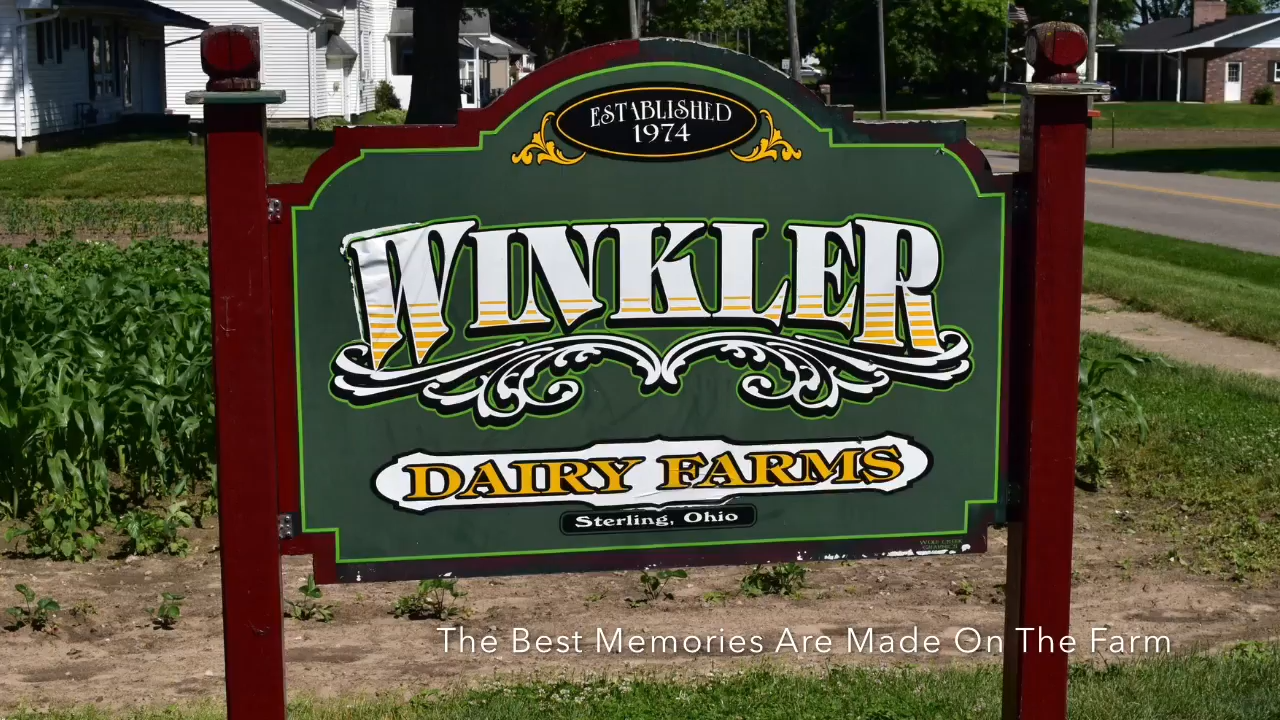 ESTABLISHED
1974
WINKLER
DAIRY FARMS
Sterling, Ohio
The Best Memories Are Made On The Farm